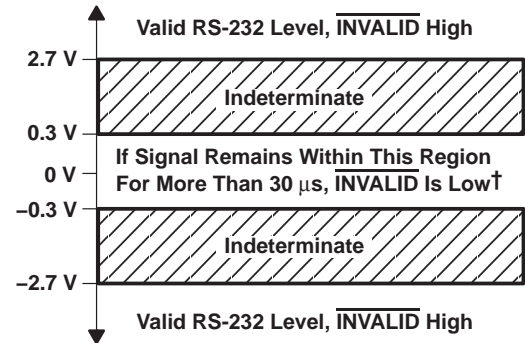 Valid RS-232 Level, INVALID High
2.7 V
Indeterminate
0.3 V
If Signal Remains Within This Region
0 V
For More Than 30 μs, INVALID Is Low†
−0.3 V
Indeterminate
−2.7 V
Valid RS-232 Level, INVALID High